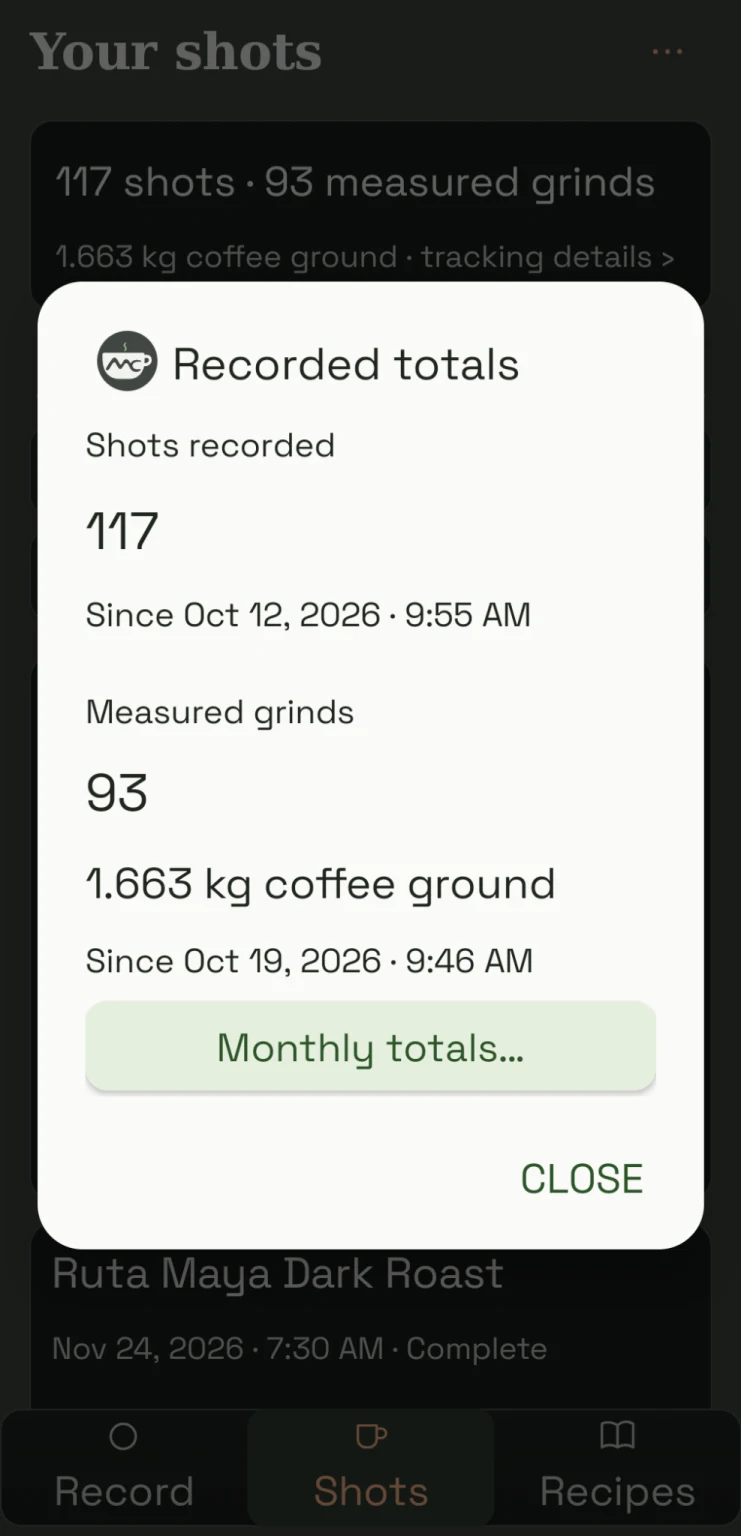 Your shots
...
117 shots · 93 measured grinds
1.663 kg coffee ground · tracking details >
MC Recorded totals
Shots recorded
117
Since Oct 12, 2026 · 9:55 AM
Measured grinds
93
1.663 kg coffee ground
Since Oct 19, 2026 · 9:46 AM
Monthly totals...
CLOSE
Ruta Maya Dark Roast
Nov 24, 2026 · 7:30 AM · Complete
Record Shots Recipes